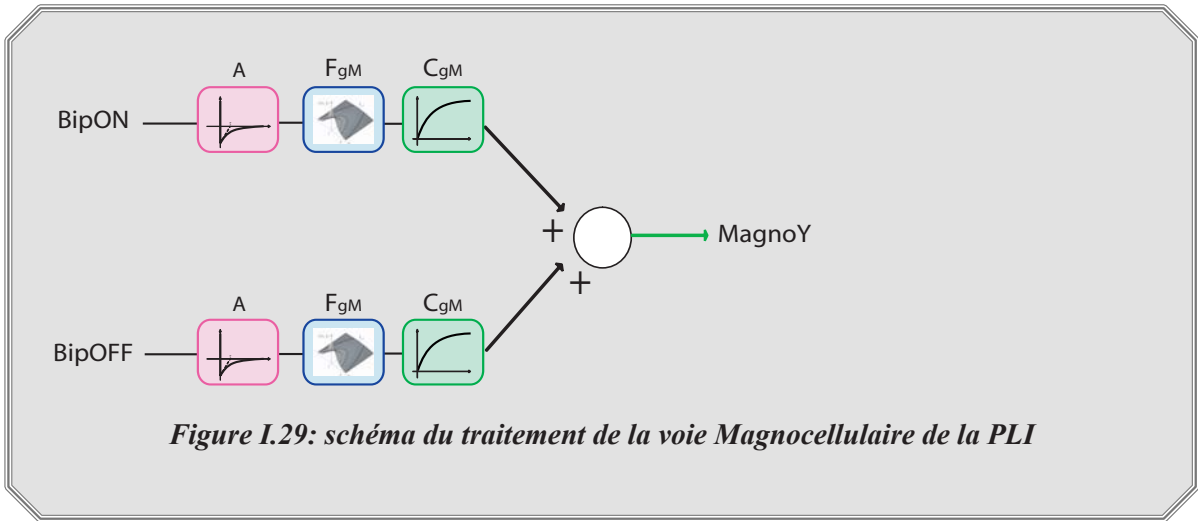 A FgM CgM
BipON
+ MagnoY
+
A FgM CgM
BipOFF
Figure I.29: schéma du traitement de la voie Magnocellulaire de la PLI